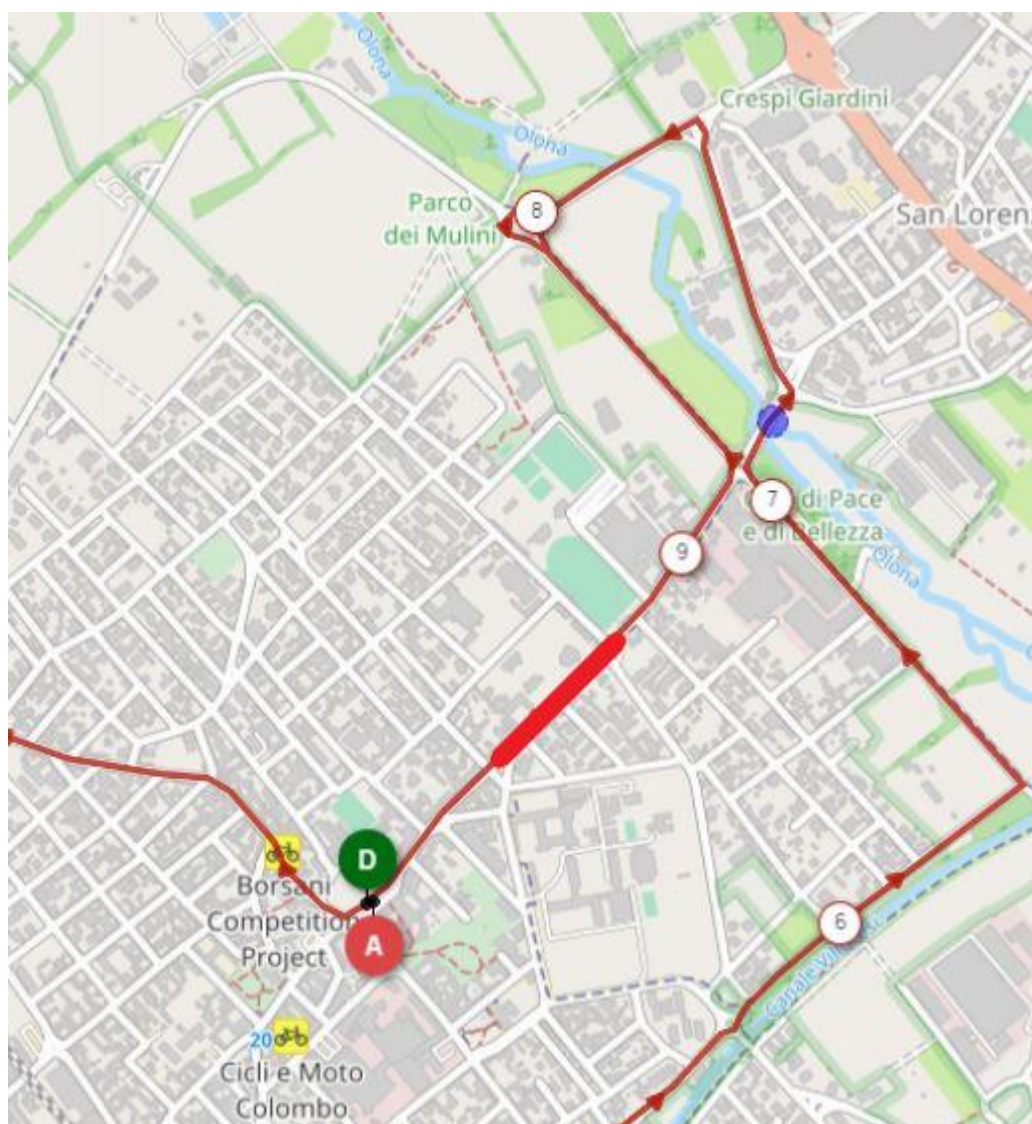 Olona
Crespi Giardini
Olona
8
Parco
dei Mulini
San Loren
7
di Pace
e di Bellezza
9
Olona
D
Borsani
Competition
Project
A
6
20
Cicli e Moto
Colombo